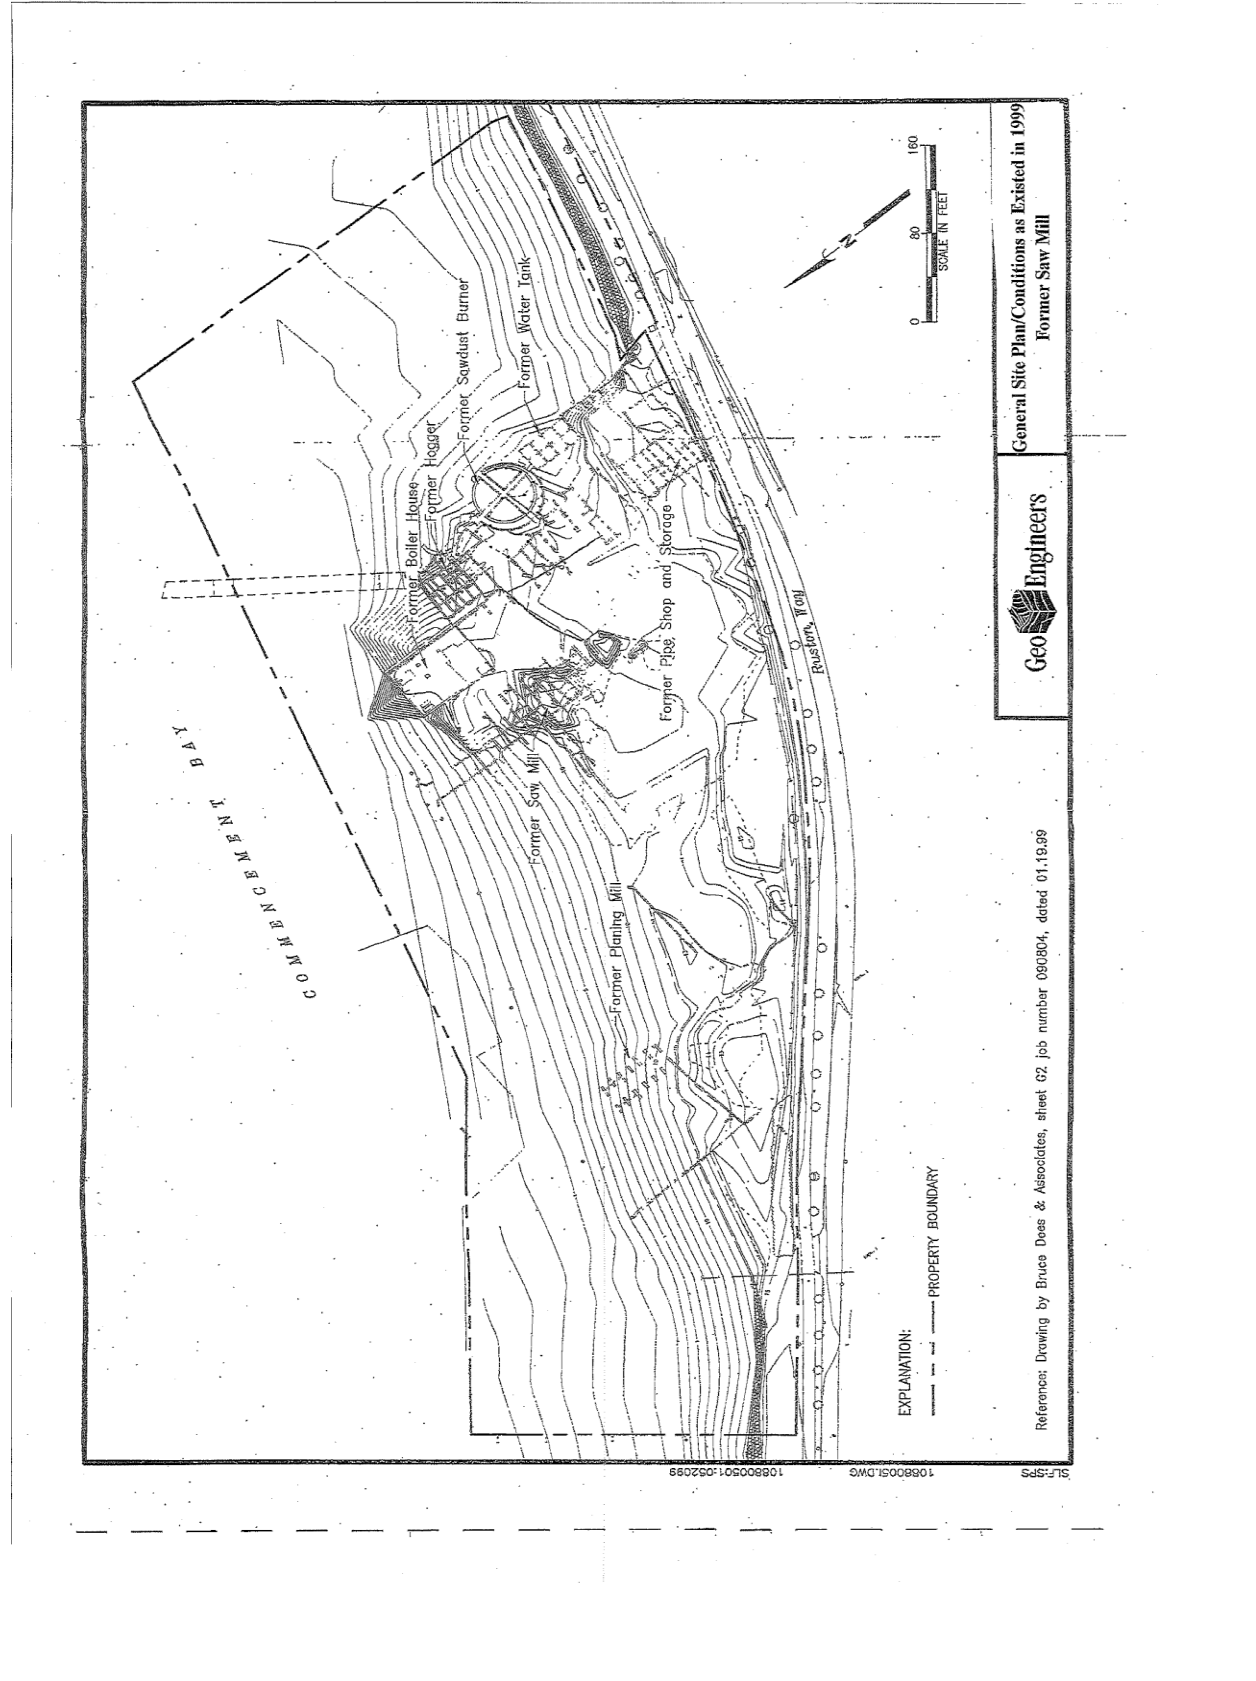 COMMENCEMENT BAY
Former Boiler House
Former Hogger
Former Sawdust Burner
Former Water Tank
Former Saw Mill
Former Planing Mill
Former Pipe Shop and Storage
Ruston Way
N
0 80 160
SCALE IN FEET
EXPLANATION:
PROPERTY BOUNDARY
Reference: Drawing by Bruce Dees & Associates, sheet G2 job number 090804, dated 01.19.99
GeoEngineers
General Site Plan/Conditions as Existed in 1999
Former Saw Mill
108800501:052099
1088005I.DWG
SLF:SPS